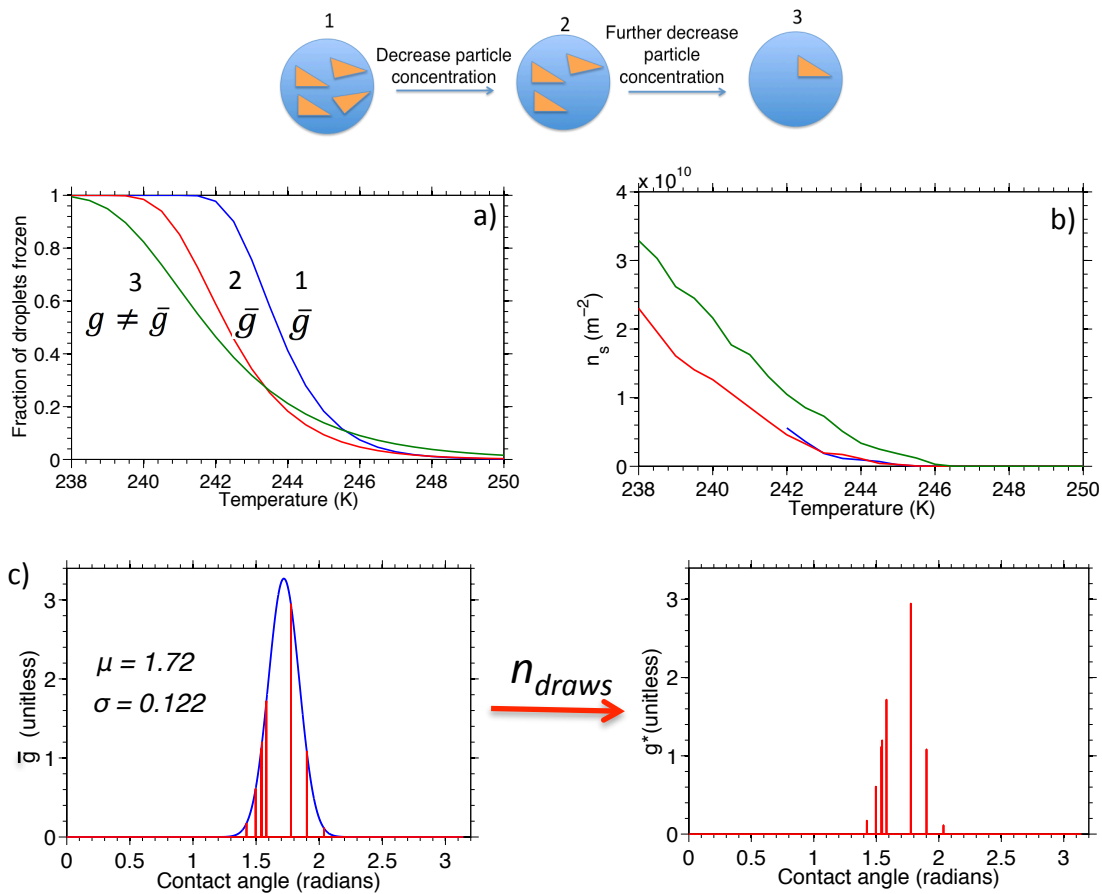 1
2
3
Decrease particle
concentration
Further decrease
particle
concentration
a)
Fraction of droplets frozen
1
0.8
0.6
0.4
0.2
0
3
2
1
g ≠ ḡ
ḡ
ḡ
238 240 242 244 246 248 250
Temperature (K)
b)
x 10^10
n_s (m^-2)
4
3
2
1
0
238 240 242 244 246 248 250
Temperature (K)
c)
g̅ (unitless)
3
2
1
0
μ = 1.72
σ = 0.122
0 0.5 1 1.5 2 2.5 3
Contact angle (radians)
n_draws
g*(unitless)
3
2
1
0
0 0.5 1 1.5 2 2.5 3
Contact angle (radians)